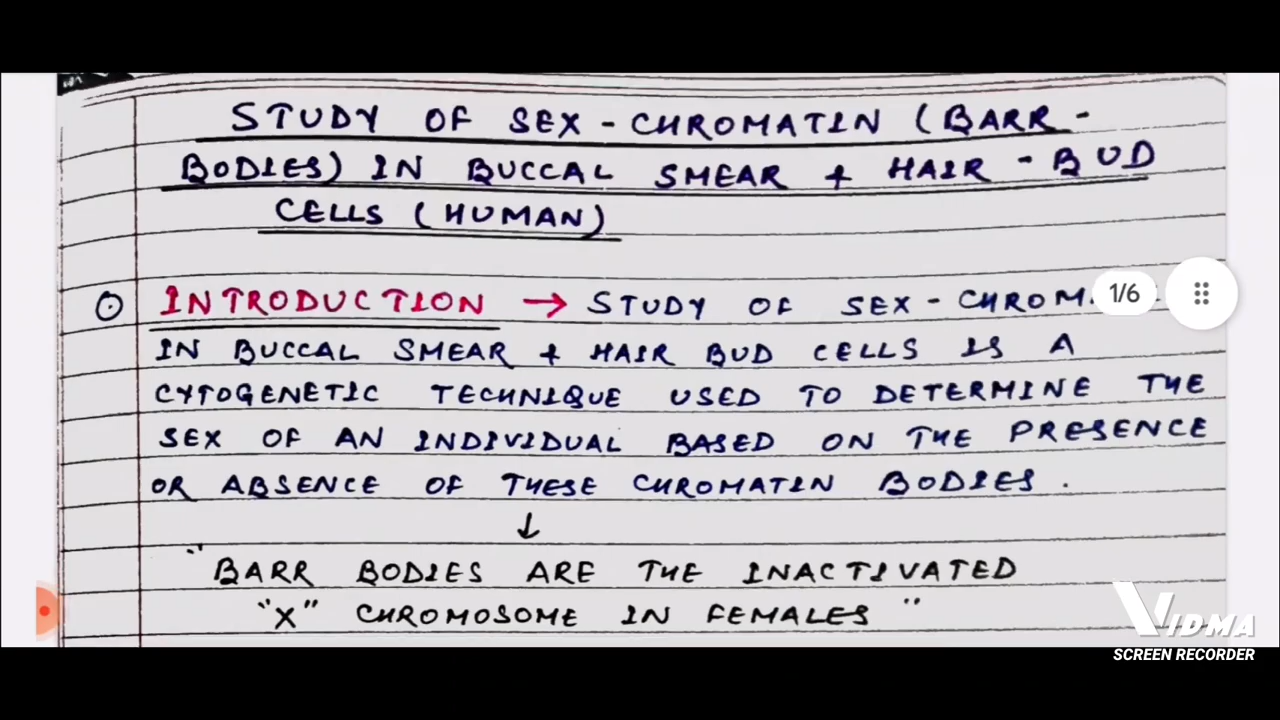 STUDY OF SEX - CHROMATIN (BARR -
BODIES) IN BUCCAL SMEAR + HAIR - BUD
CELLS (HUMAN)
INTRODUCTION → STUDY OF SEX - CHROM
1/6
IN BUCCAL SMEAR + HAIR BUD CELLS IS A
CYTOGENETIC TECHNIQUE USED TO DETERMINE THE
SEX OF AN INDIVIDUAL BASED ON THE PRESENCE
OR ABSENCE OF THESE CHROMATIN BODIES .
↓
"BARR BODIES ARE THE INACTIVATED
"X" CHROMOSOME IN FEMALES"
VIDMA
SCREEN RECORDER